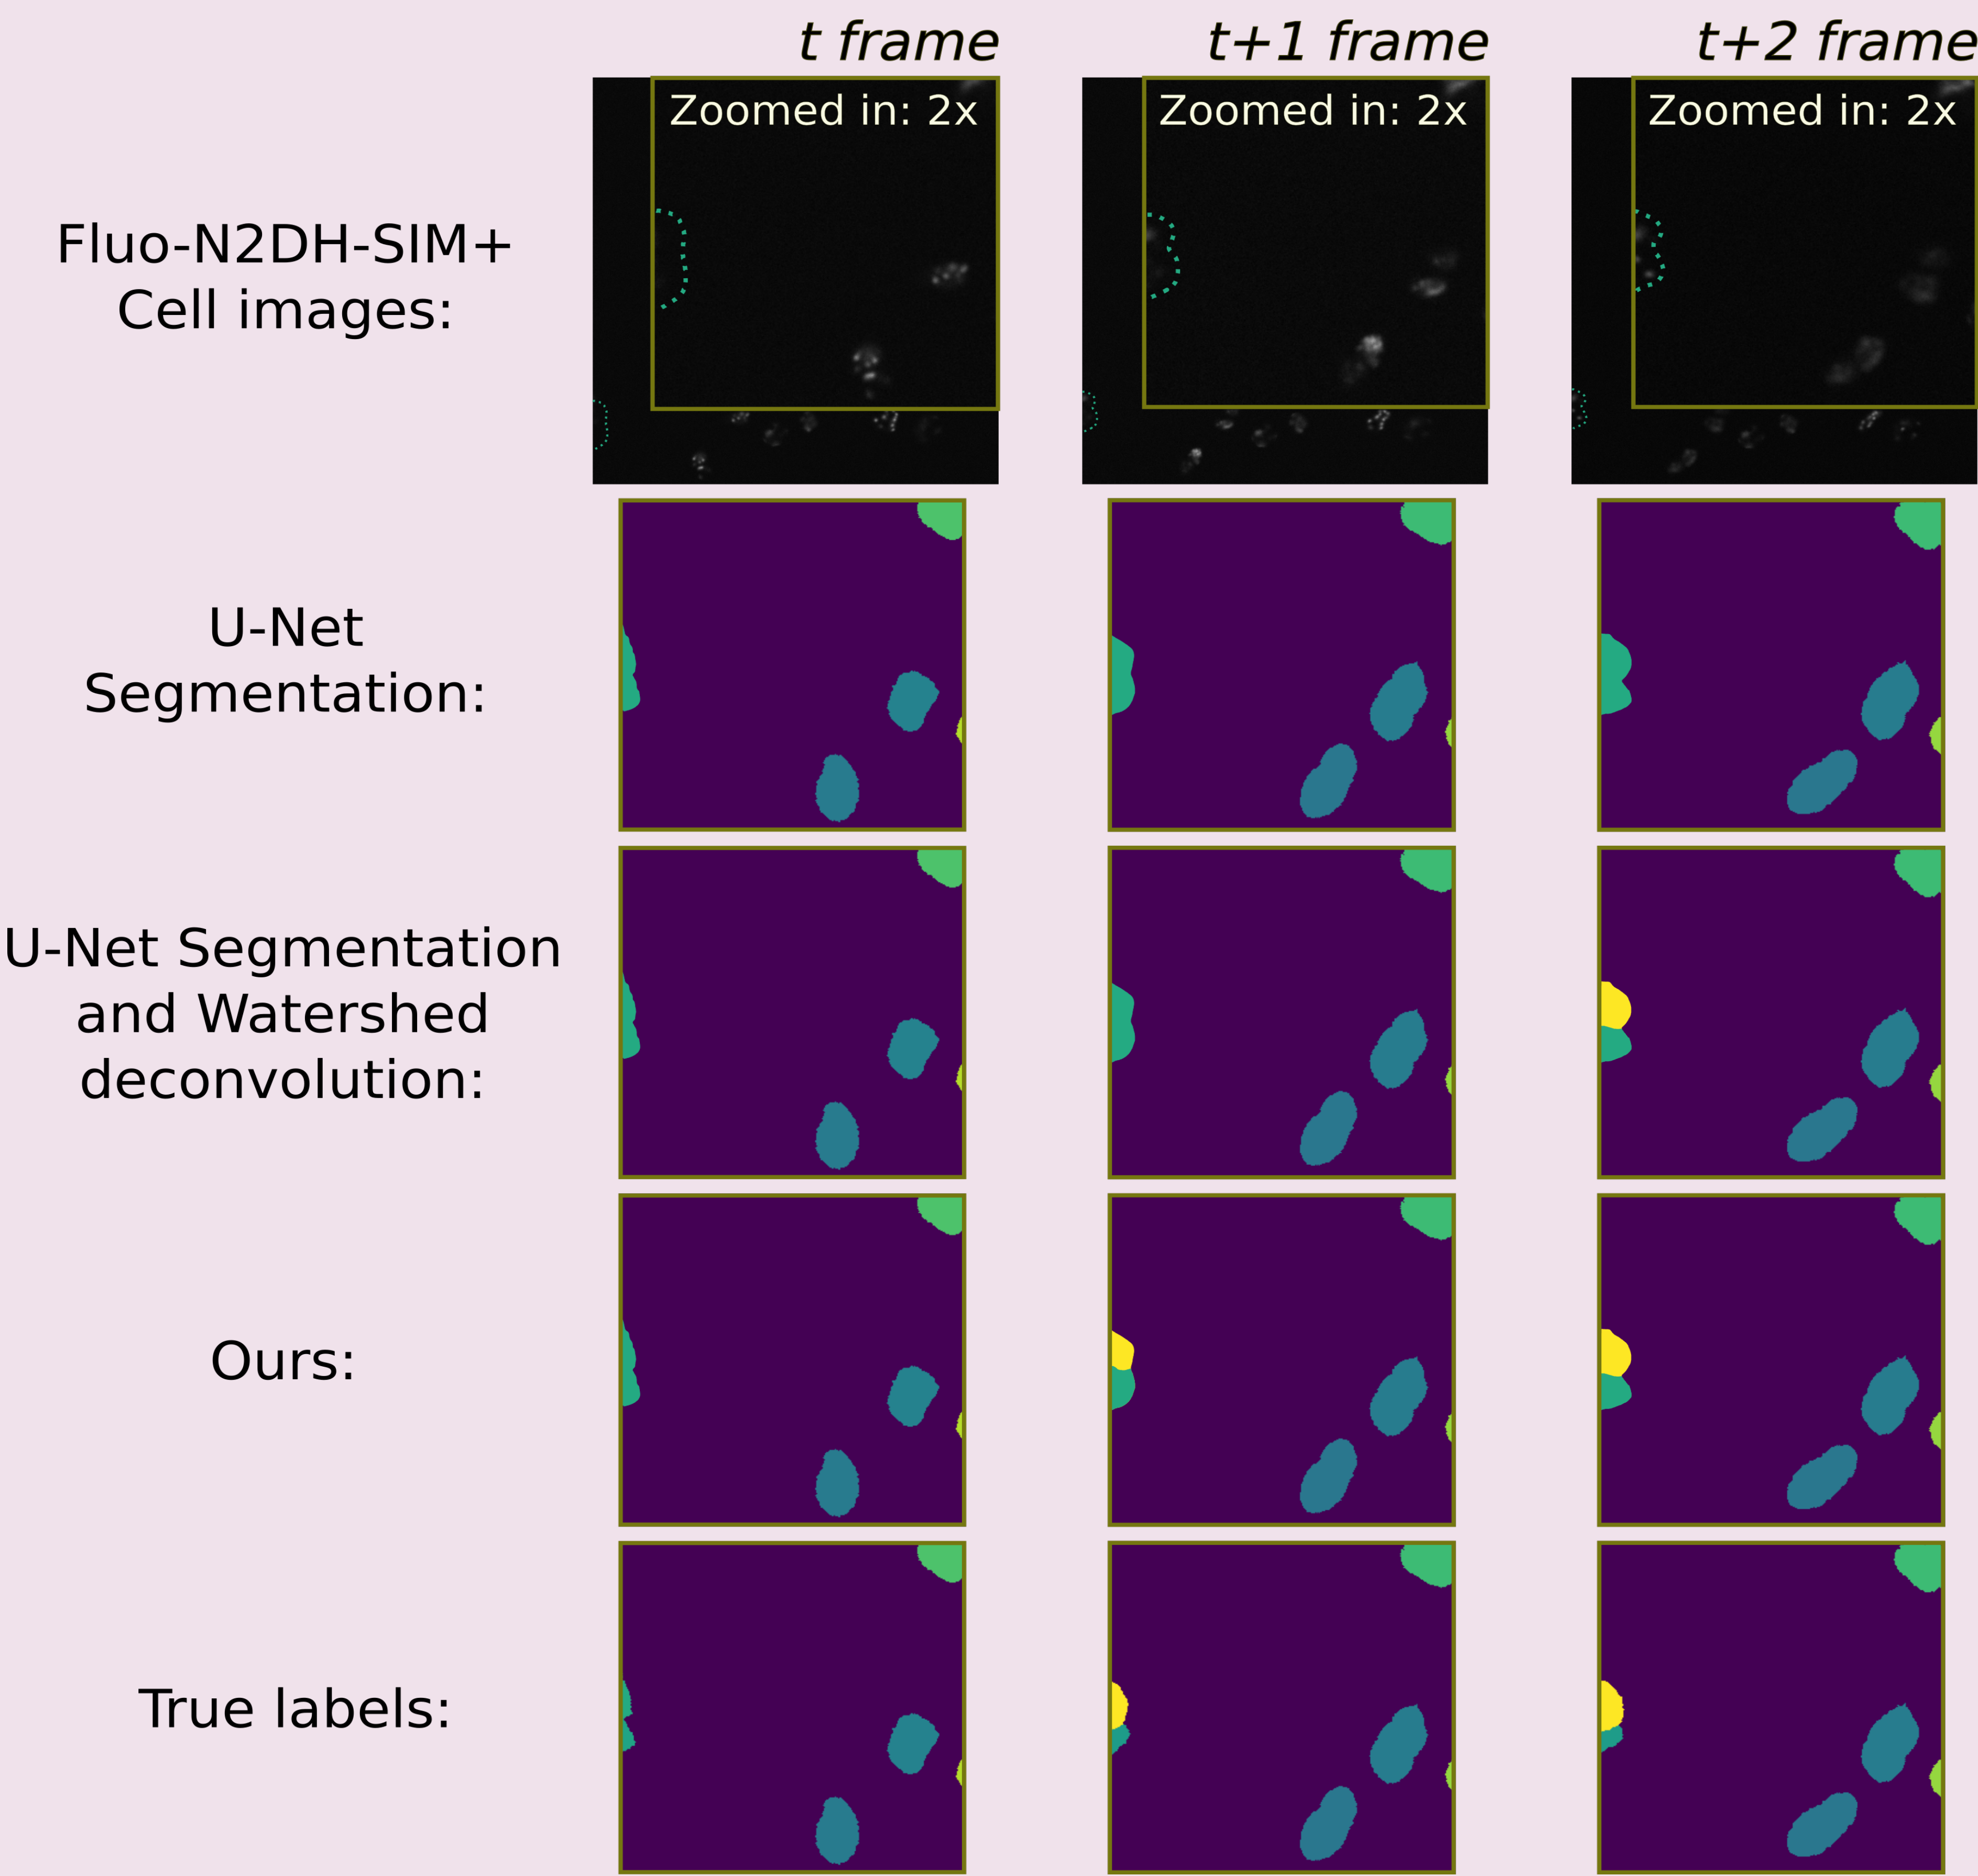 t frame
t+1 frame
t+2 frame
Zoomed in: 2x
Zoomed in: 2x
Zoomed in: 2x
Fluo-N2DH-SIM+
Cell images:
U-Net
Segmentation:
U-Net Segmentation
and Watershed
deconvolution:
Ours:
True labels: